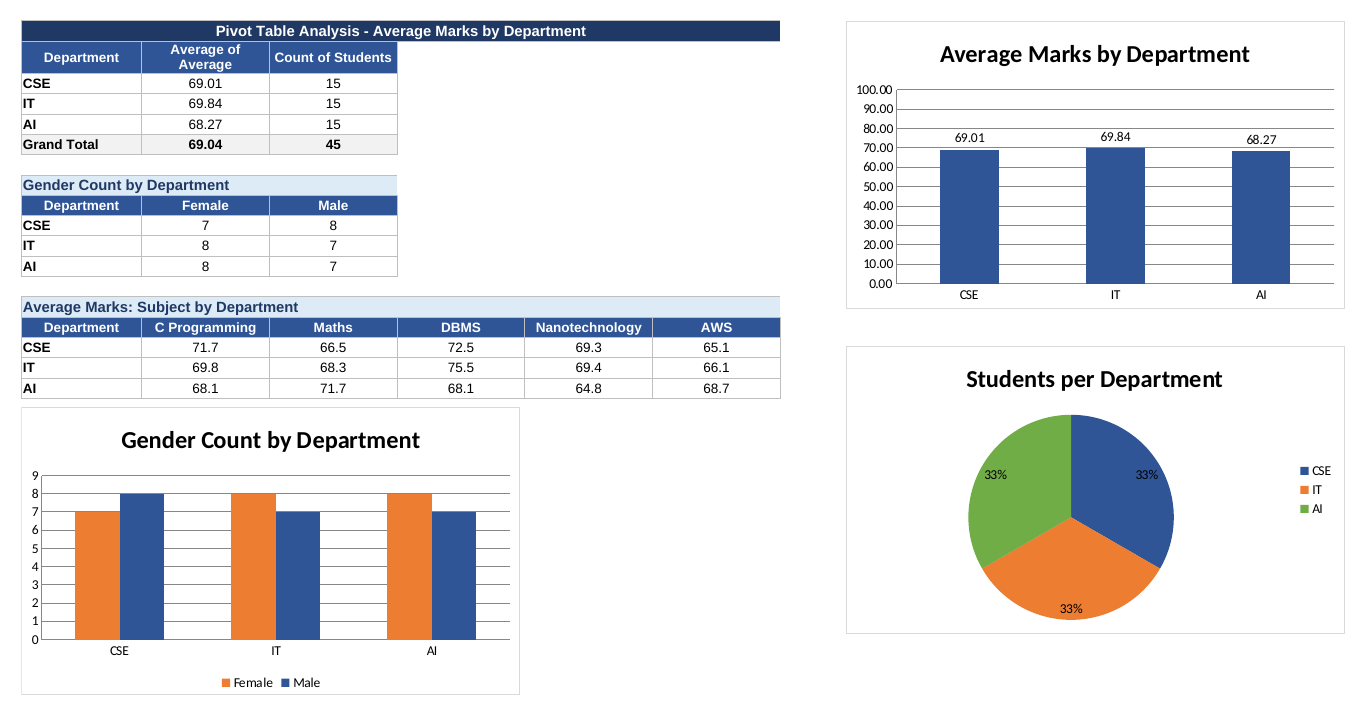 Pivot Table Analysis - Average Marks by Department
Department Average of Average Count of Students
CSE 69.01 15
IT 69.84 15
AI 68.27 15
Grand Total 69.04 45
Gender Count by Department
Department Female Male
CSE 7 8
IT 8 7
AI 8 7
Average Marks: Subject by Department
Department C Programming Maths DBMS Nanotechnology AWS
CSE 71.7 66.5 72.5 69.3 65.1
IT 69.8 68.3 75.5 69.4 66.1
AI 68.1 71.7 68.1 64.8 68.7
Gender Count by Department
9
8
7
6
5
4
3
2
1
0
CSE IT AI
Female Male
Average Marks by Department
100.00
90.00
80.00
70.00
60.00
50.00
40.00
30.00
20.00
10.00
0.00
69.01 69.84 68.27
CSE IT AI
Students per Department
33% 33%
33%
CSE
IT
AI